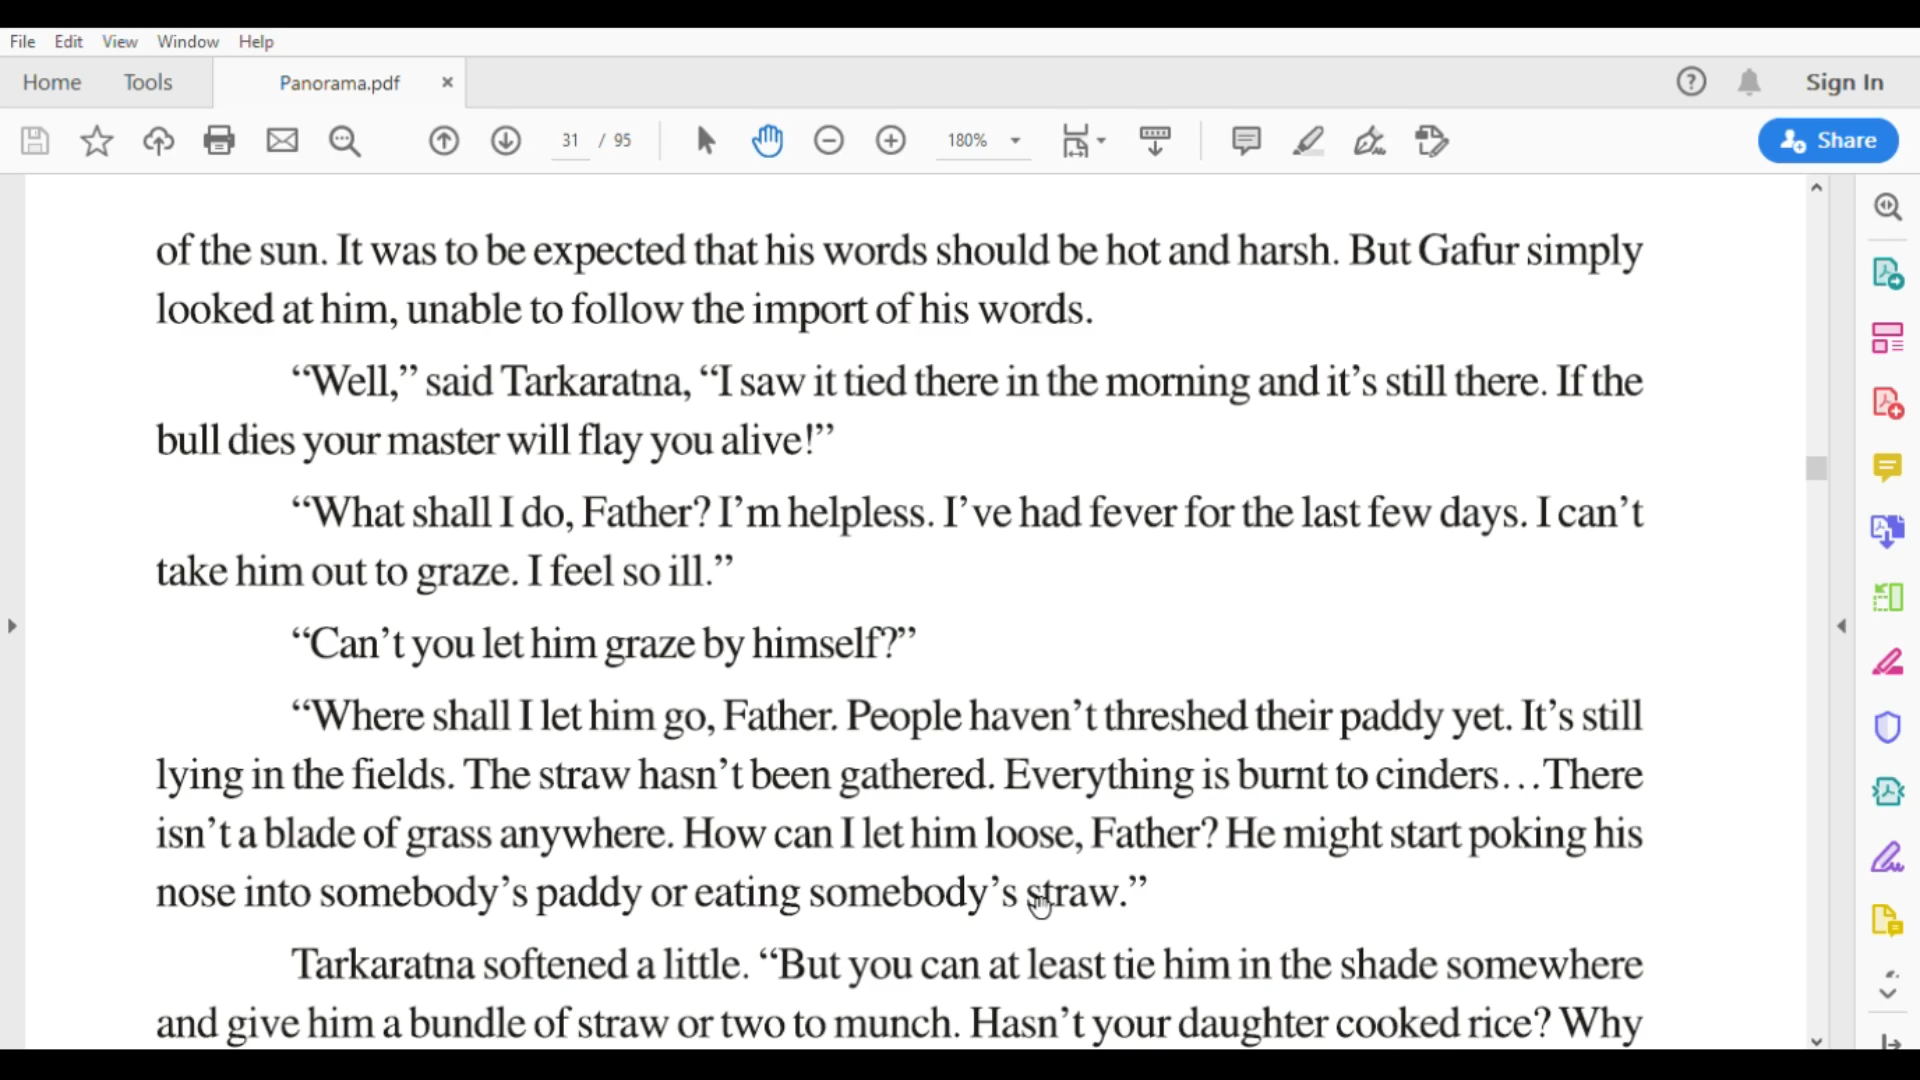 File Edit View Window Help
Home Tools Panorama.pdf × Sign In
31 / 95 180% Share
of the sun. It was to be expected that his words should be hot and harsh. But Gafur simply
looked at him, unable to follow the import of his words.
“Well,” said Tarkaratna, “I saw it tied there in the morning and it’s still there. If the
bull dies your master will flay you alive!”
“What shall I do, Father? I’m helpless. I’ve had fever for the last few days. I can’t
take him out to graze. I feel so ill.”
“Can’t you let him graze by himself?”
“Where shall I let him go, Father. People haven’t threshed their paddy yet. It’s still
lying in the fields. The straw hasn’t been gathered. Everything is burnt to cinders…There
isn’t a blade of grass anywhere. How can I let him loose, Father? He might start poking his
nose into somebody’s paddy or eating somebody’s straw.”
Tarkaratna softened a little. “But you can at least tie him in the shade somewhere
and give him a bundle of straw or two to munch. Hasn’t your daughter cooked rice? Why